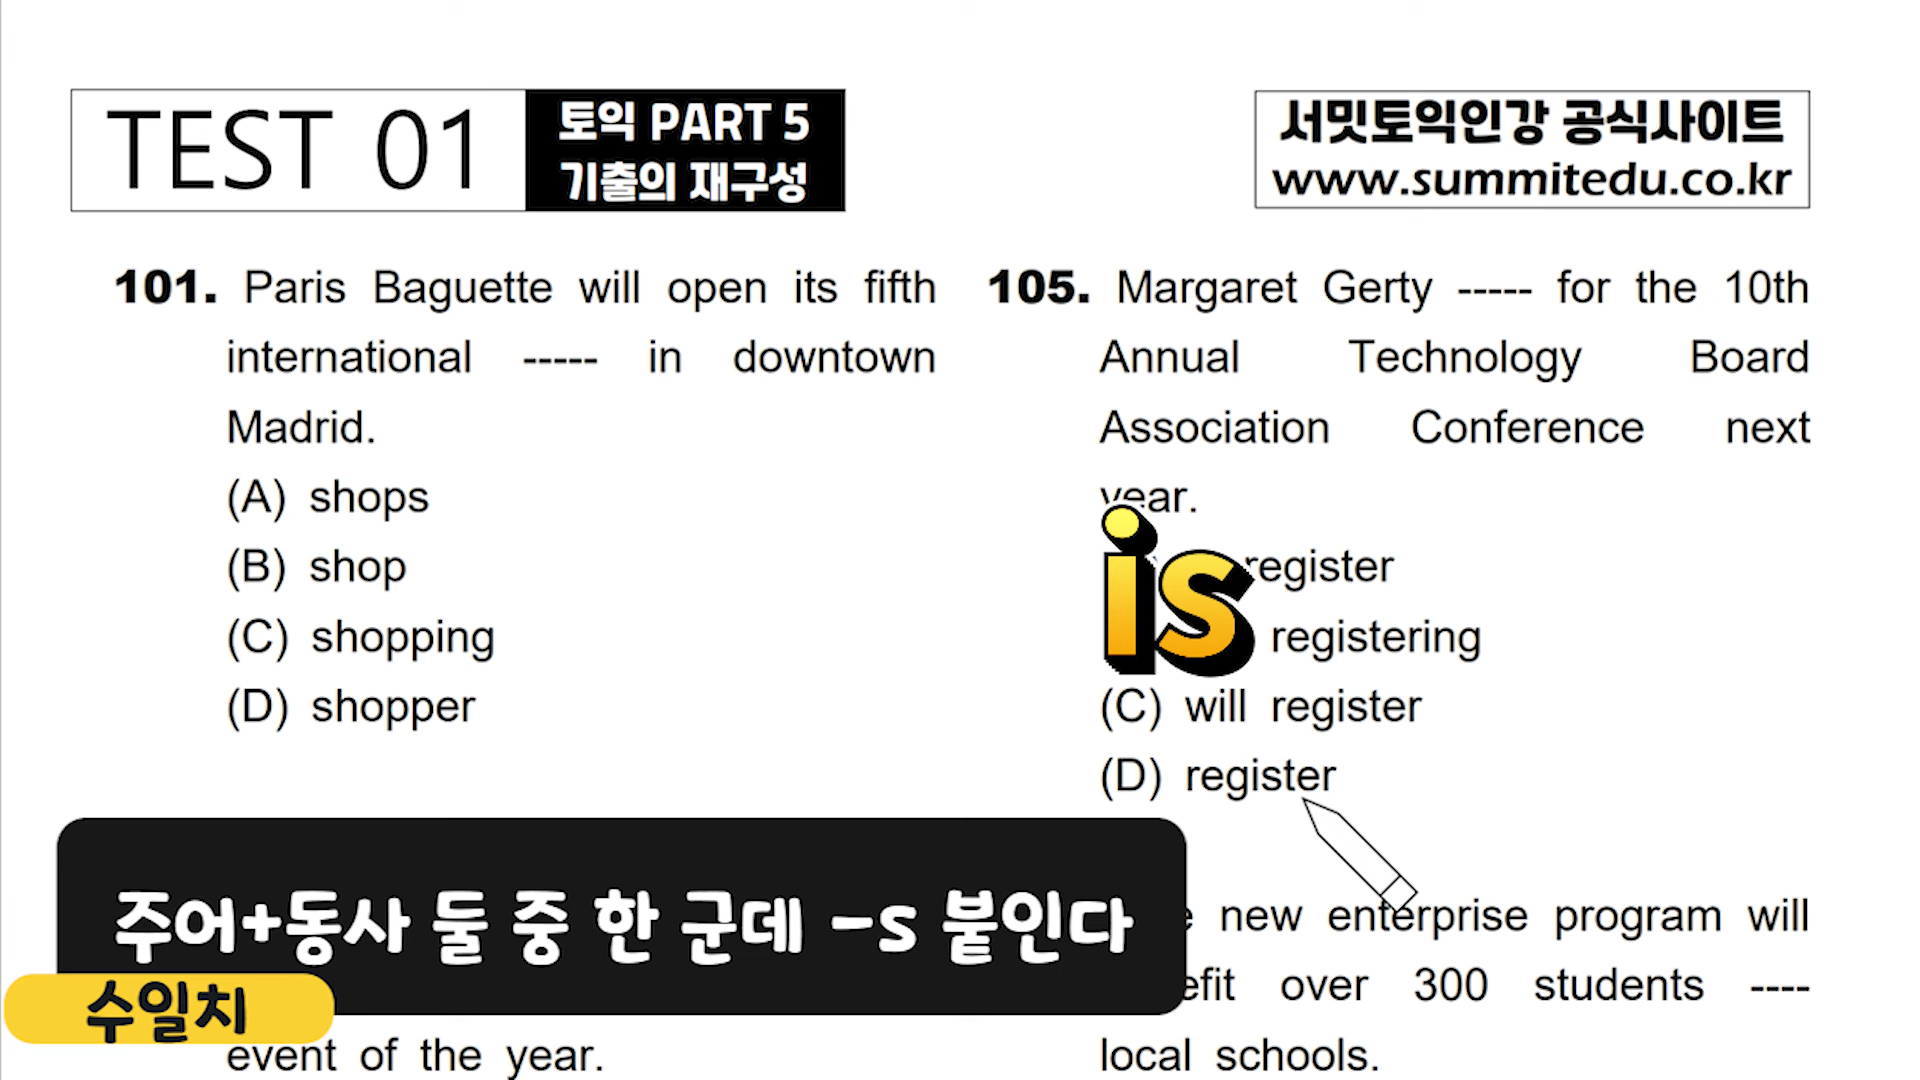 TEST 01
토익 PART 5
기출의 재구성
서밋토익인강 공식사이트
www.summitedu.co.kr
101. Paris Baguette will open its fifth
international ----- in downtown
Madrid.
(A) shops
(B) shop
(C) shopping
(D) shopper
event of the year.
105. Margaret Gerty ----- for the 10th
Annual Technology Board
Association Conference next
year.
register
registering
is
(C) will register
(D) register
new enterprise program will
over 300 students ----
local schools.
주어+동사 둘 중 한 군데 -s 붙인다
수일치